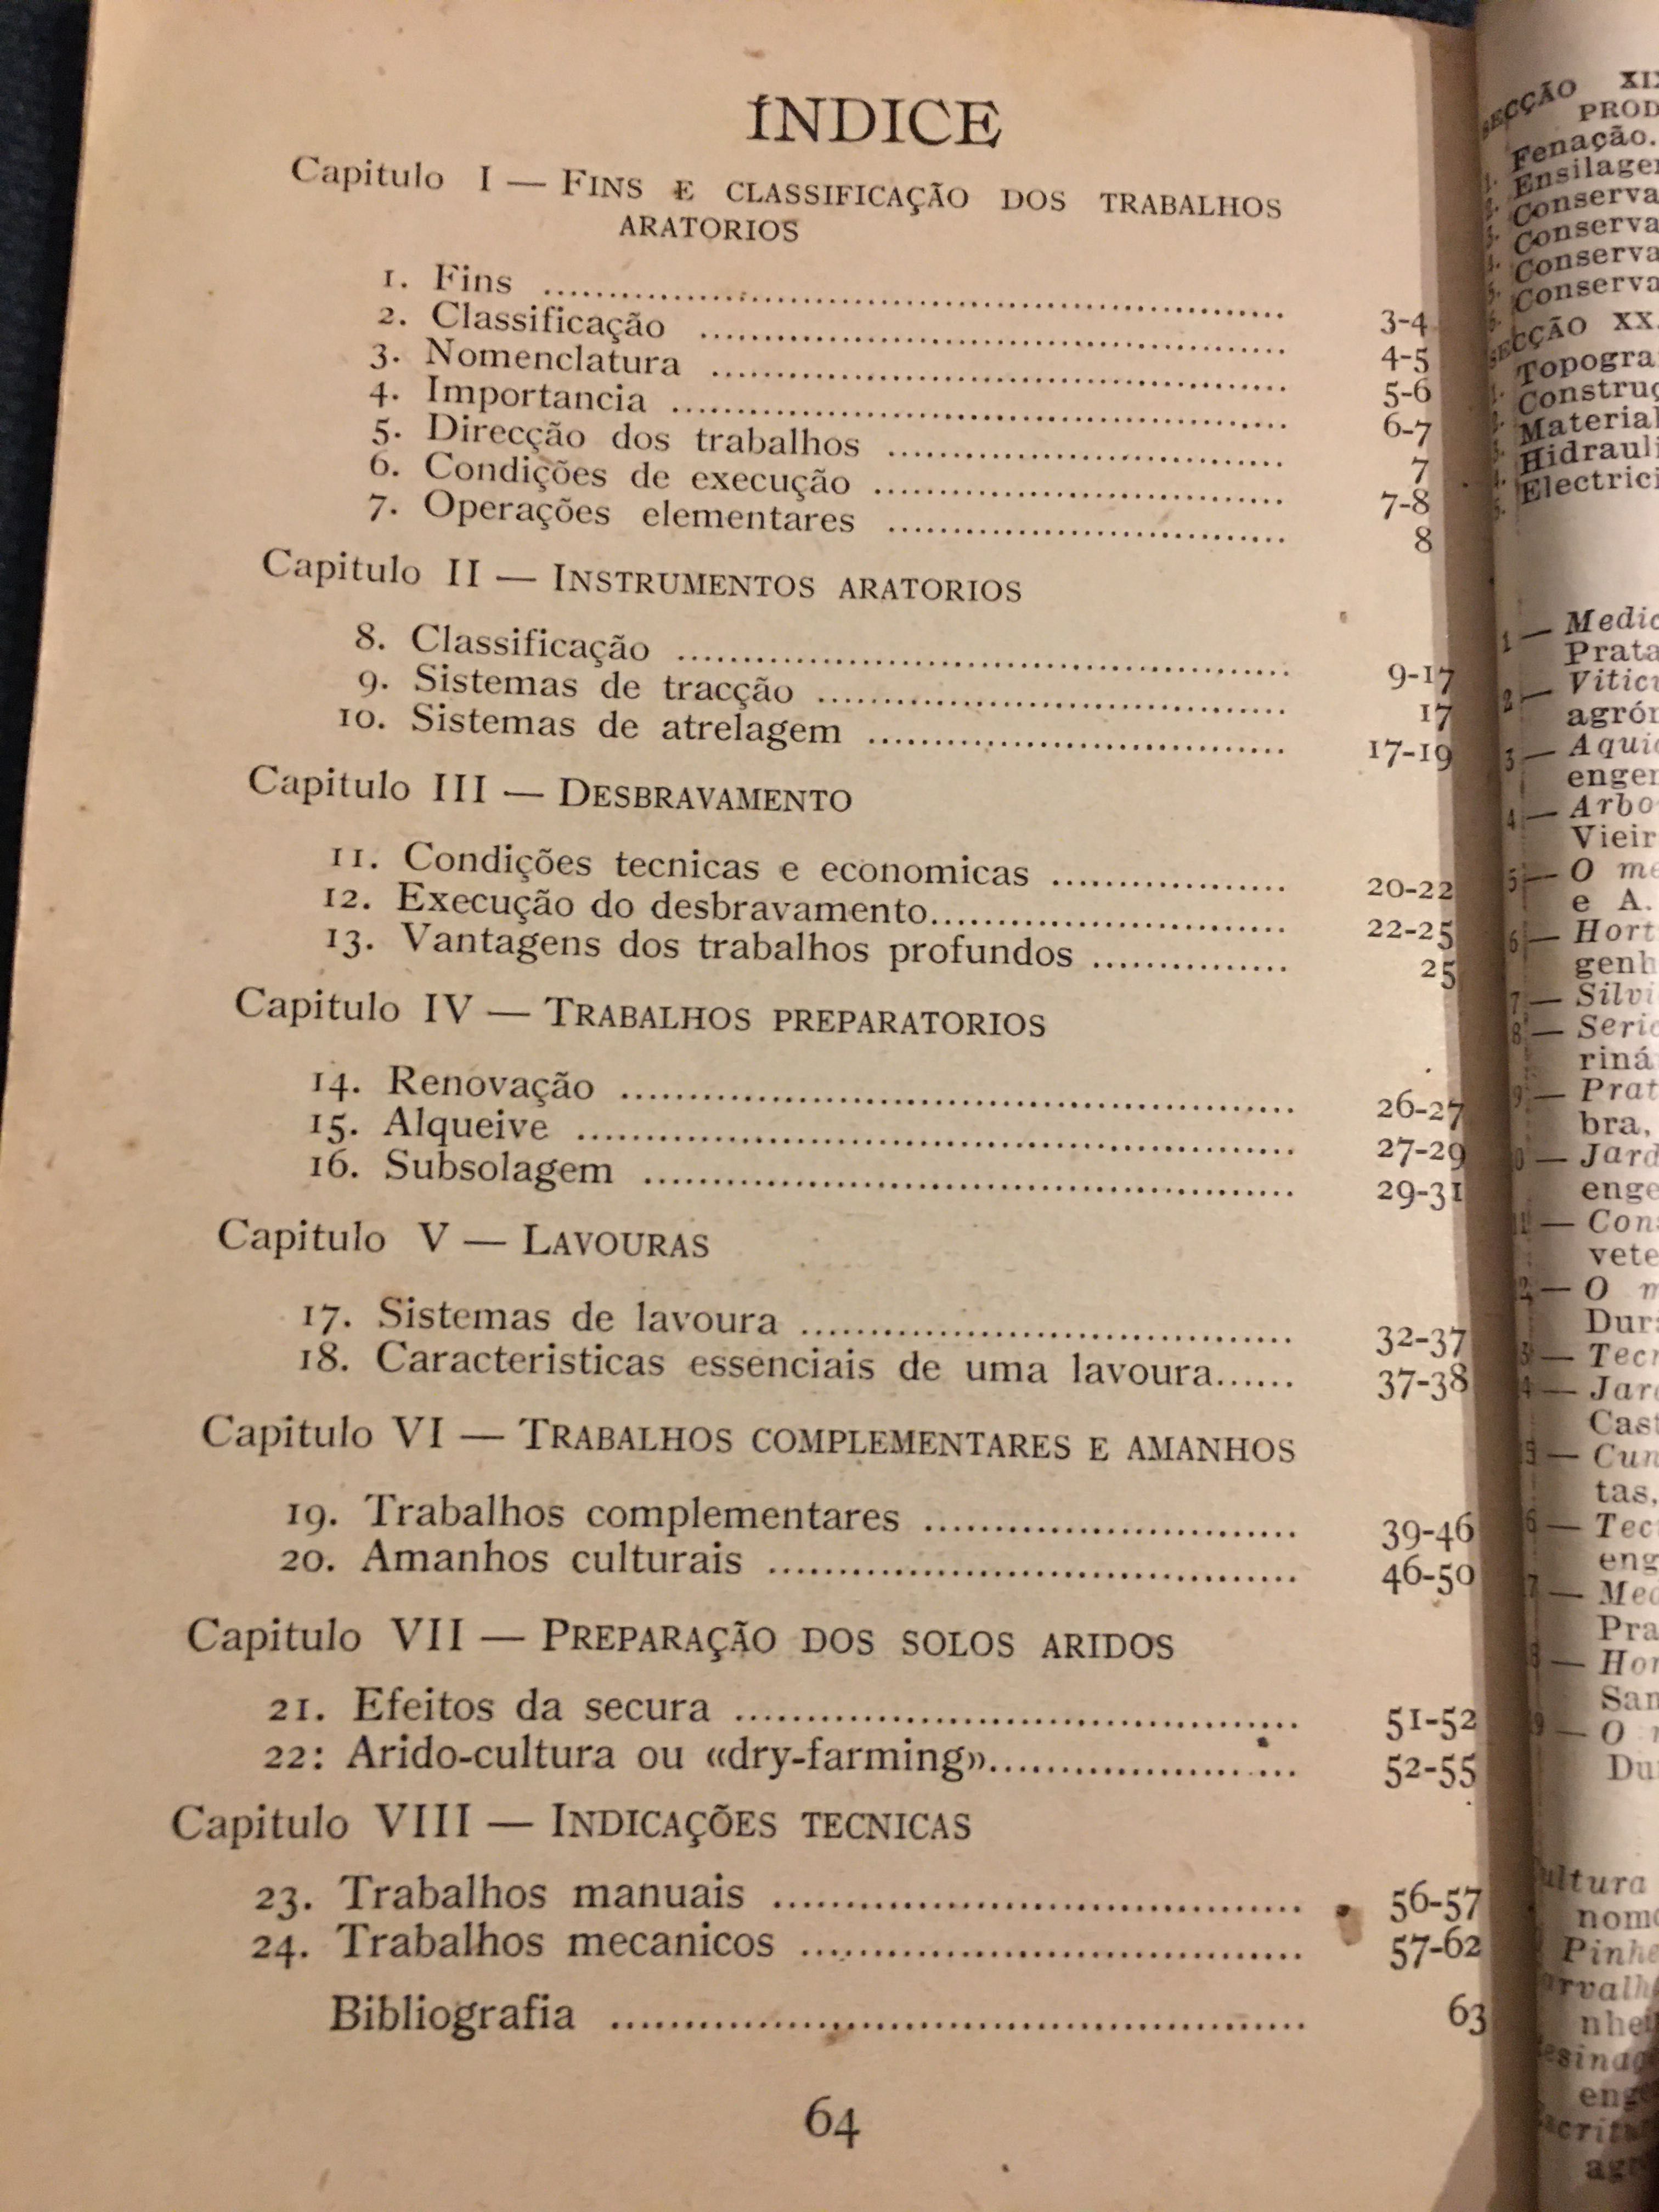 ÍNDICE
Capitulo I — FINS E CLASSIFICAÇÃO DOS TRABALHOS
ARATORIOS
1. Fins ........ 3-4
2. Classificação ........ 4-5
3. Nomenclatura ........ 5-6
4. Importancia ........ 6-7
5. Direcção dos trabalhos ........ 7
6. Condições de execução ........ 7-8
7. Operações elementares ........ 8
Capitulo II — INSTRUMENTOS ARATORIOS
8. Classificação ........ 9-17
9. Sistemas de tracção ........ 17
10. Sistemas de atrelagem ........ 17-19
Capitulo III — DESBRAVAMENTO
11. Condições tecnicas e economicas ........ 20-22
12. Execução do desbravamento ........ 22-25
13. Vantagens dos trabalhos profundos ........ 25
Capitulo IV — TRABALHOS PREPARATORIOS
14. Renovação ........ 26-27
15. Alqueive ........ 27-29
16. Subsolagem ........ 29-31
Capitulo V — LAVOURAS
17. Sistemas de lavoura ........ 32-37
18. Caracteristicas essenciais de uma lavoura...... 37-38
Capitulo VI — TRABALHOS COMPLEMENTARES E AMANHOS
19. Trabalhos complementares ........ 39-46
20. Amanhos culturais ........ 46-50
Capitulo VII — PREPARAÇÃO DOS SOLOS ARIDOS
21. Efeitos da secura ........ 51-52
22: Arido-cultura ou «dry-farming» ........ 52-55
Capitulo VIII — INDICAÇÕES TECNICAS
23. Trabalhos manuais ........ 56-57
24. Trabalhos mecanicos ........ 57-62
Bibliografia ........ 63
64
SECÇÃO
Fenação.
SECÇÃO XX
O
e A.
bra,
O
tas,
O